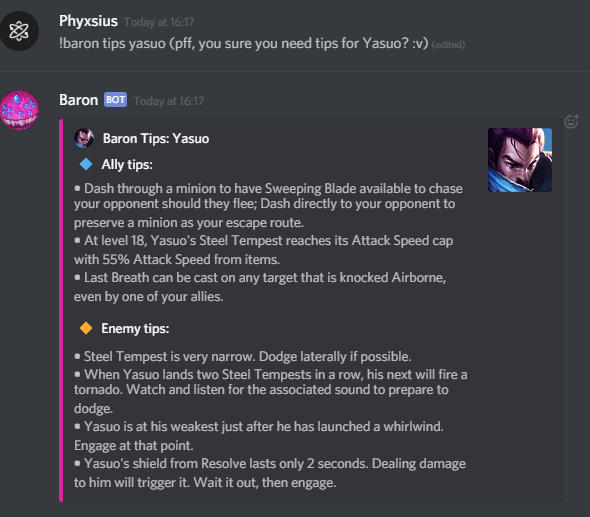 Phyxsius Today at 16:17
!baron tips yasuo (pff, you sure you need tips for Yasuo? :v) (edited)
Baron BOT Today at 16:17
Baron Tips: Yasuo
Ally tips:
• Dash through a minion to have Sweeping Blade available to chase
your opponent should they flee; Dash directly to your opponent to
preserve a minion as your escape route.
• At level 18, Yasuo's Steel Tempest reaches its Attack Speed cap
with 55% Attack Speed from items.
• Last Breath can be cast on any target that is knocked Airborne,
even by one of your allies.
Enemy tips:
• Steel Tempest is very narrow. Dodge laterally if possible.
• When Yasuo lands two Steel Tempests in a row, his next will fire a
tornado. Watch and listen for the associated sound to prepare to
dodge.
• Yasuo is at his weakest just after he has launched a whirlwind.
Engage at that point.
• Yasuo's shield from Resolve lasts only 2 seconds. Dealing damage
to him will trigger it. Wait it out, then engage.